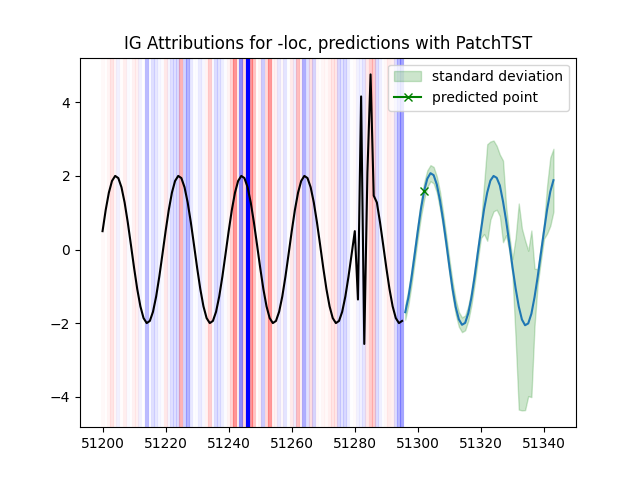 IG Attributions for -loc, predictions with PatchTST
standard deviation
predicted point
4
2
0
−2
−4
51200 51220 51240 51260 51280 51300 51320 51340